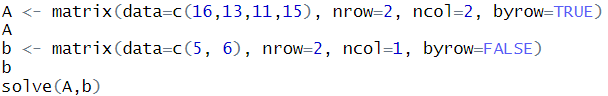 A <- matrix(data=c(16,13,11,15), nrow=2, ncol=2, byrow=TRUE)
A
b <- matrix(data=c(5, 6), nrow=2, ncol=1, byrow=FALSE)
b
solve(A,b)